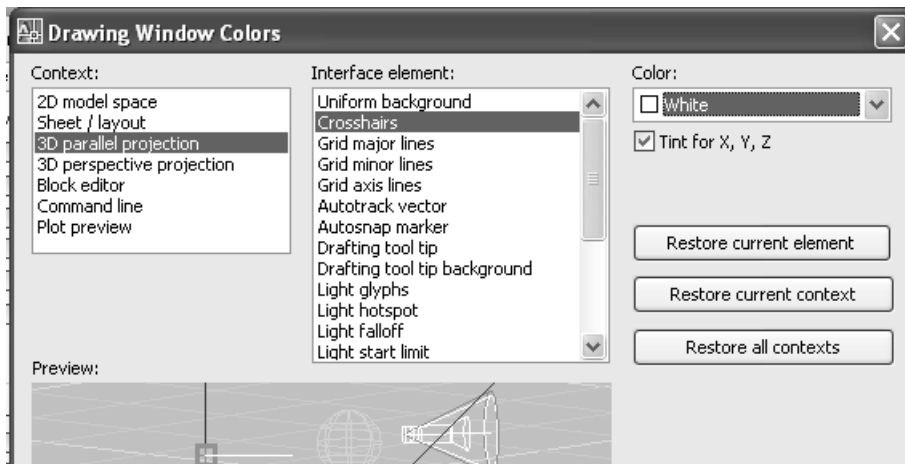 Drawing Window Colors
Context:
2D model space
Sheet / layout
3D parallel projection
3D perspective projection
Block editor
Command line
Plot preview
Interface element:
Uniform background
Crosshairs
Grid major lines
Grid minor lines
Grid axis lines
Autotrack vector
Autosnap marker
Drafting tool tip
Drafting tool tip background
Light glyphs
Light hotspot
Light falloff
Light start limit
Color:
White
Tint for X, Y, Z
Restore current element
Restore current context
Restore all contexts
Preview: